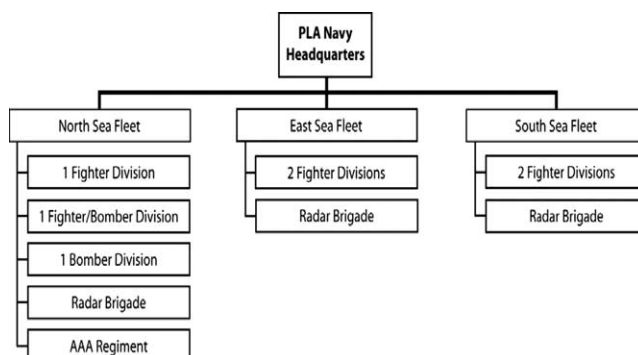 PLA Navy
Headquarters
North Sea Fleet
East Sea Fleet
South Sea Fleet
1 Fighter Division
2 Fighter Divisions
2 Fighter Divisions
1 Fighter/Bomber Division
Radar Brigade
Radar Brigade
1 Bomber Division
Radar Brigade
AAA Regiment